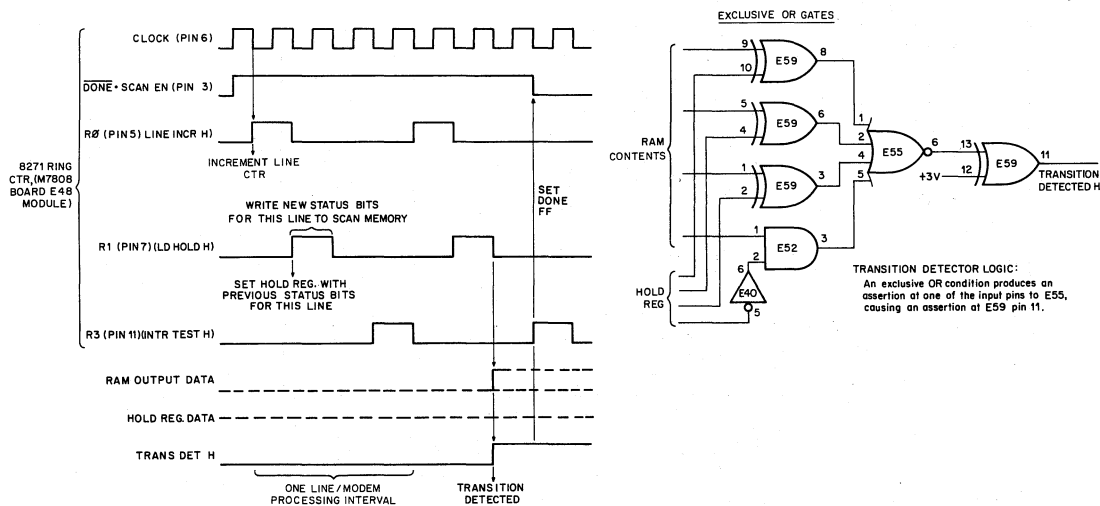 CLOCK (PIN 6)
DONE • SCAN EN (PIN 3)
RØ (PIN 5) LINE INCR H)
INCREMENT LINE
CTR
8271 RING
CTR, (M7808
BOARD E48
MODULE)
WRITE NEW STATUS BITS
FOR THIS LINE TO SCAN MEMORY
SET
DONE
FF
R1 (PIN 7) (LD HOLD H)
SET HOLD REG. WITH
PREVIOUS STATUS BITS
FOR THIS LINE
R3 (PIN 11)(INTR TEST H)
RAM OUTPUT DATA
HOLD REG. DATA
TRANS DET H
ONE LINE / MODEM
PROCESSING INTERVAL
TRANSITION
DETECTED
EXCLUSIVE OR GATES
RAM
CONTENTS
HOLD
REG
9
10
E59
8
5
4
E59
6
1
2
E59
3
1
2
E52
3
6
E40
5
1
2
4
5
E55
6
13
+3V
12
E59
11
TRANSITION
DETECTED H
TRANSITION DETECTOR LOGIC:
An exclusive OR condition produces an
assertion at one of the input pins to E55,
causing an assertion at E59 pin 11.